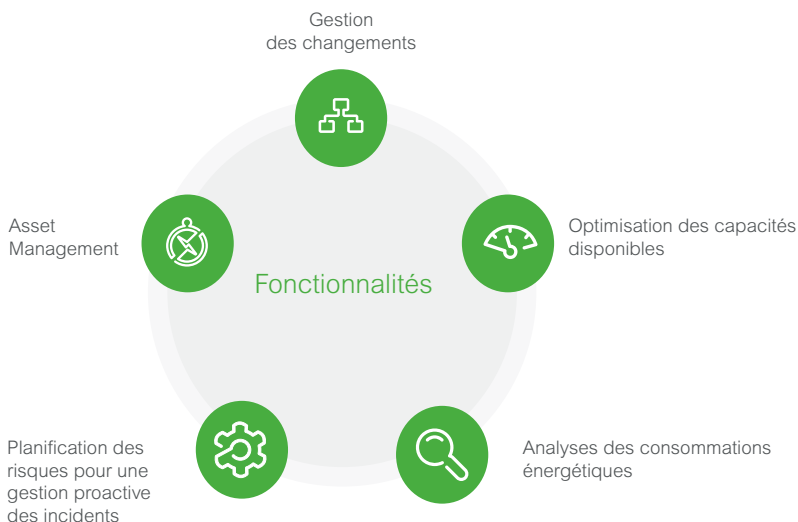 Gestion
des changements
Asset
Management
Optimisation des capacités
disponibles
Fonctionnalités
Planification des
risques pour une
gestion proactive
des incidents
Analyses des consommations
énergétiques